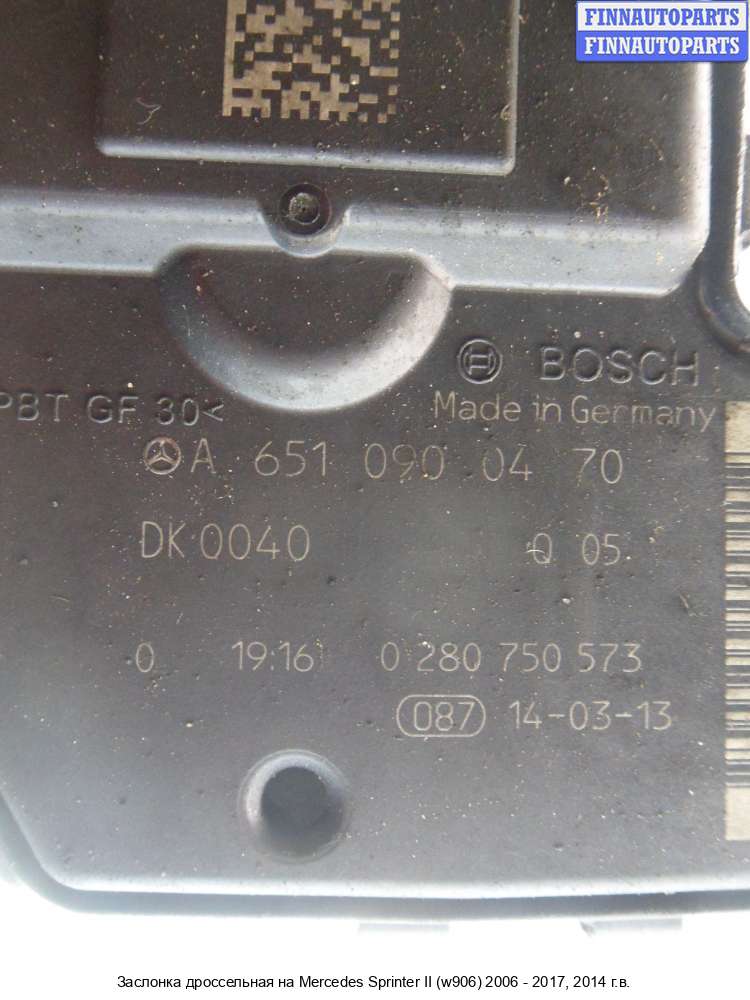 FINNAUTOPARTS
FINNAUTOPARTS
BOSCH
PBT GF 30<
Made in Germany
A 651 090 04 70
DK 0040 Q 05
0 19:16 0 280 750 573
087 14-03-13
Заслонка дроссельная на Mercedes Sprinter II (w906) 2006 - 2017, 2014 г.в.